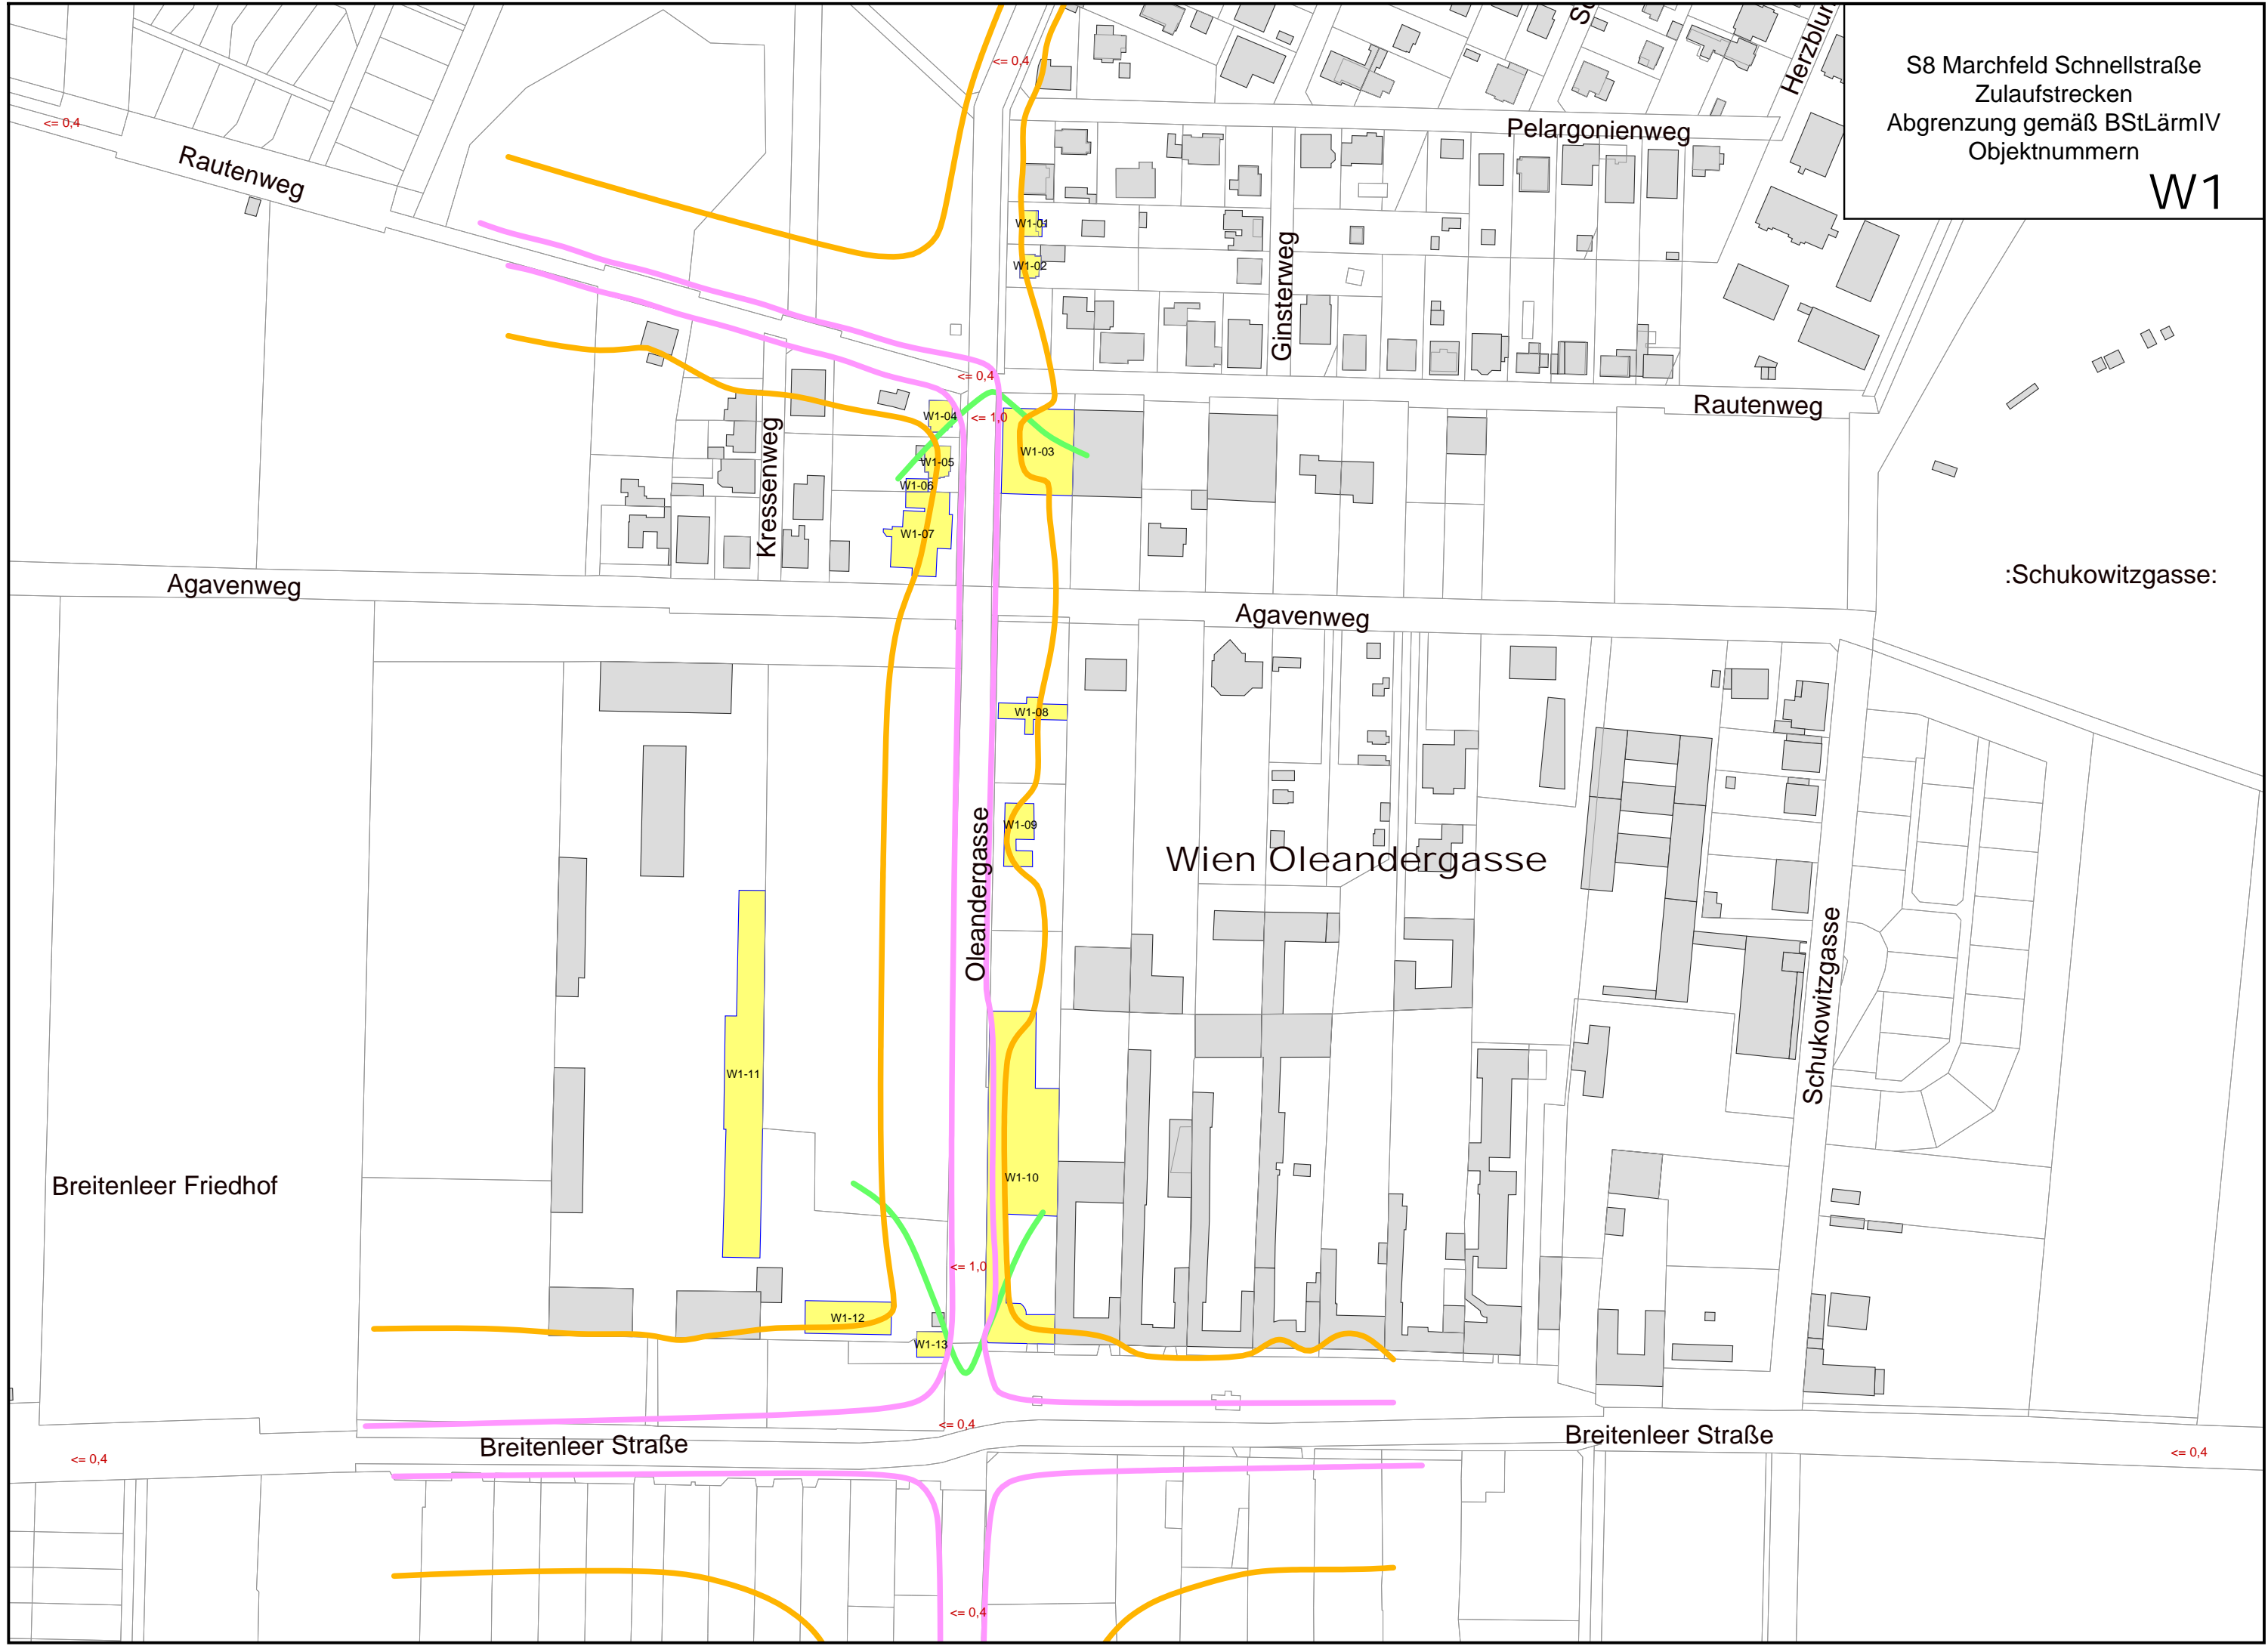 S8 Marchfeld Schnellstraße
Zulaufstrecken
Abgrenzung gemäß BStLärmIV
Objektnummern
W1
<= 0,4
<= 0,4
Rautenweg
Pelargonienweg
W1-01
W1-02
Ginsterweg
<= 0,4
<= 1,0
Rautenweg
W1-04
W1-03
W1-05
W1-06
W1-07
Kressenweg
:Schukowitzgasse:
Agavenweg
Agavenweg
W1-08
W1-09
Oleandergasse
Wien Oleandergasse
Schukowitzgasse
W1-11
W1-10
Breitenleer Friedhof
<= 1,0
W1-12
W1-13
<= 0,4
Breitenleer Straße
Breitenleer Straße
<= 0,4
<= 0,4
<= 0,4